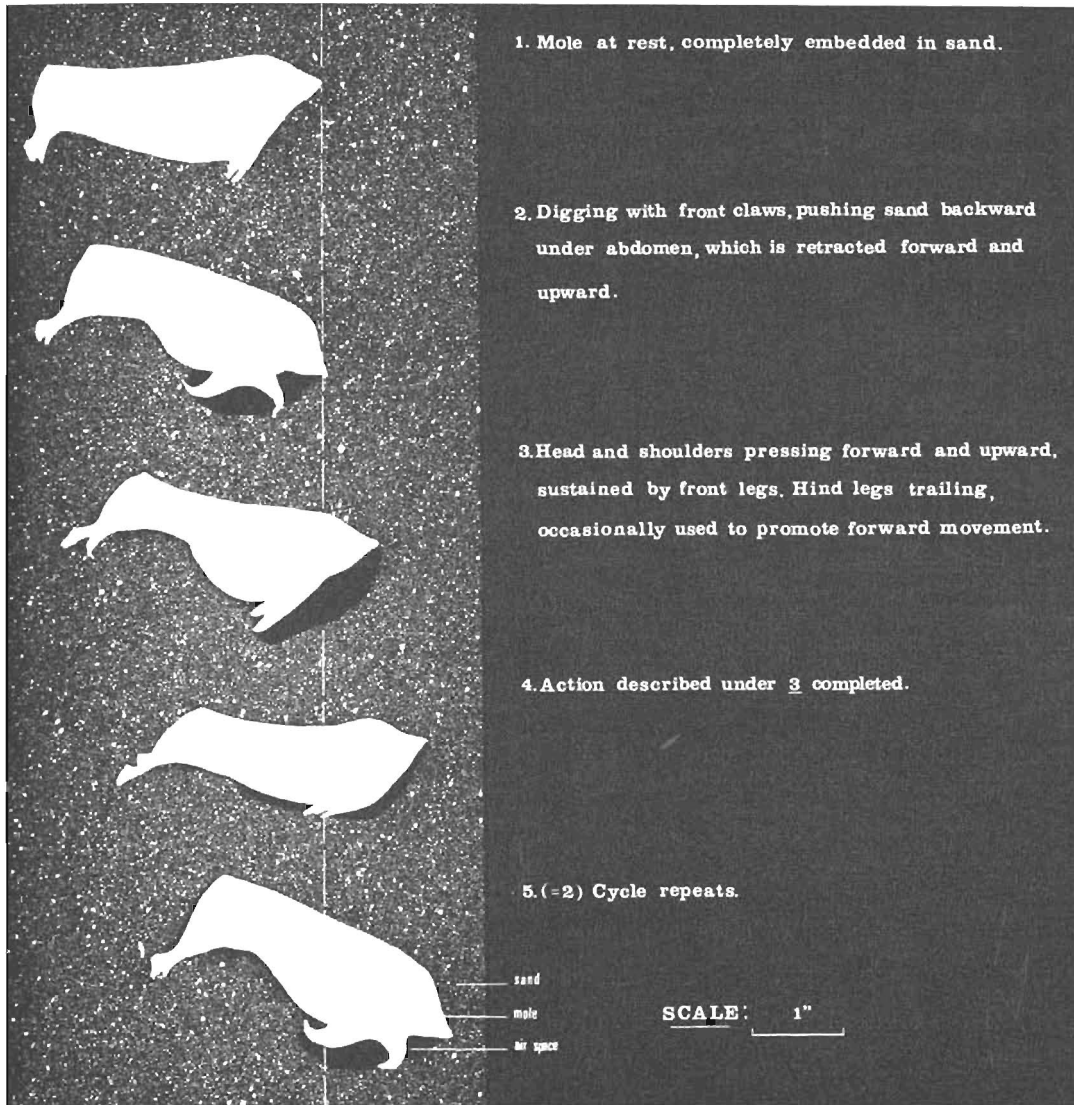 1. Mole at rest, completely embedded in sand.
2. Digging with front claws, pushing sand backward
under abdomen, which is retracted forward and
upward.
3. Head and shoulders pressing forward and upward,
sustained by front legs. Hind legs trailing,
occasionally used to promote forward movement.
4. Action described under 3 completed.
5. (=2) Cycle repeats.
sand
mole
air space
SCALE: 1"